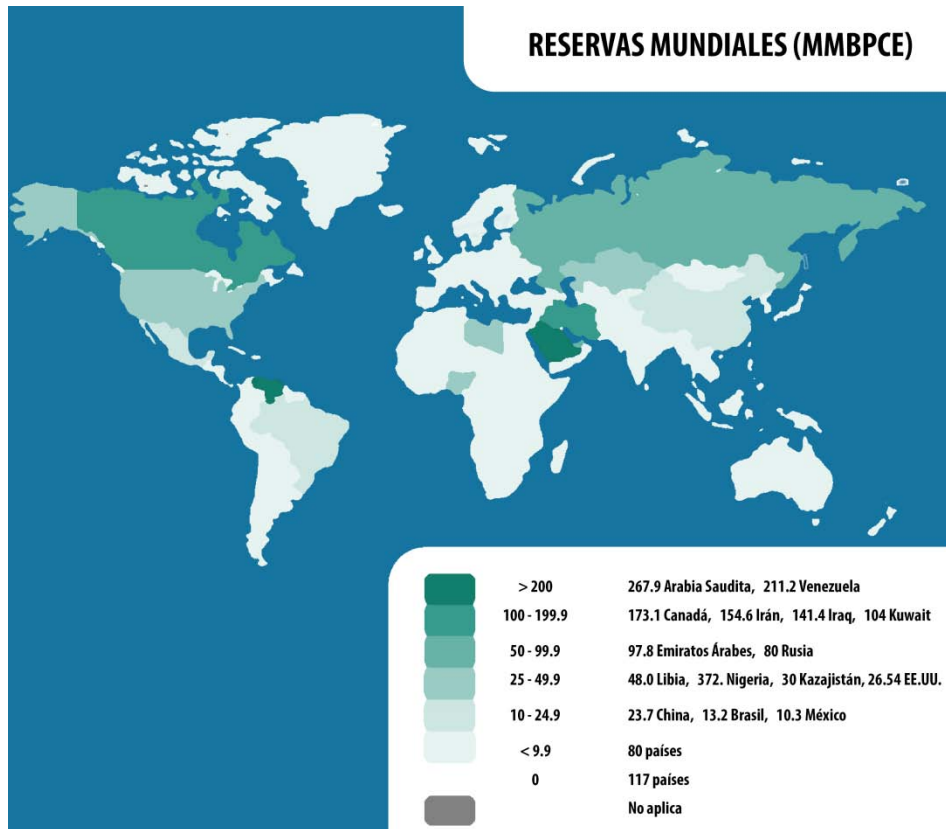 RESERVAS MUNDIALES (MMBPCE)
> 200 267.9 Arabia Saudita, 211.2 Venezuela
100 - 199.9 173.1 Canadá, 154.6 Irán, 141.4 Iraq, 104 Kuwait
50 - 99.9 97.8 Emiratos Árabes, 80 Rusia
25 - 49.9 48.0 Libia, 372. Nigeria, 30 Kazajistán, 26.54 EE.UU.
10 - 24.9 23.7 China, 13.2 Brasil, 10.3 México
< 9.9 80 países
0 117 países
No aplica